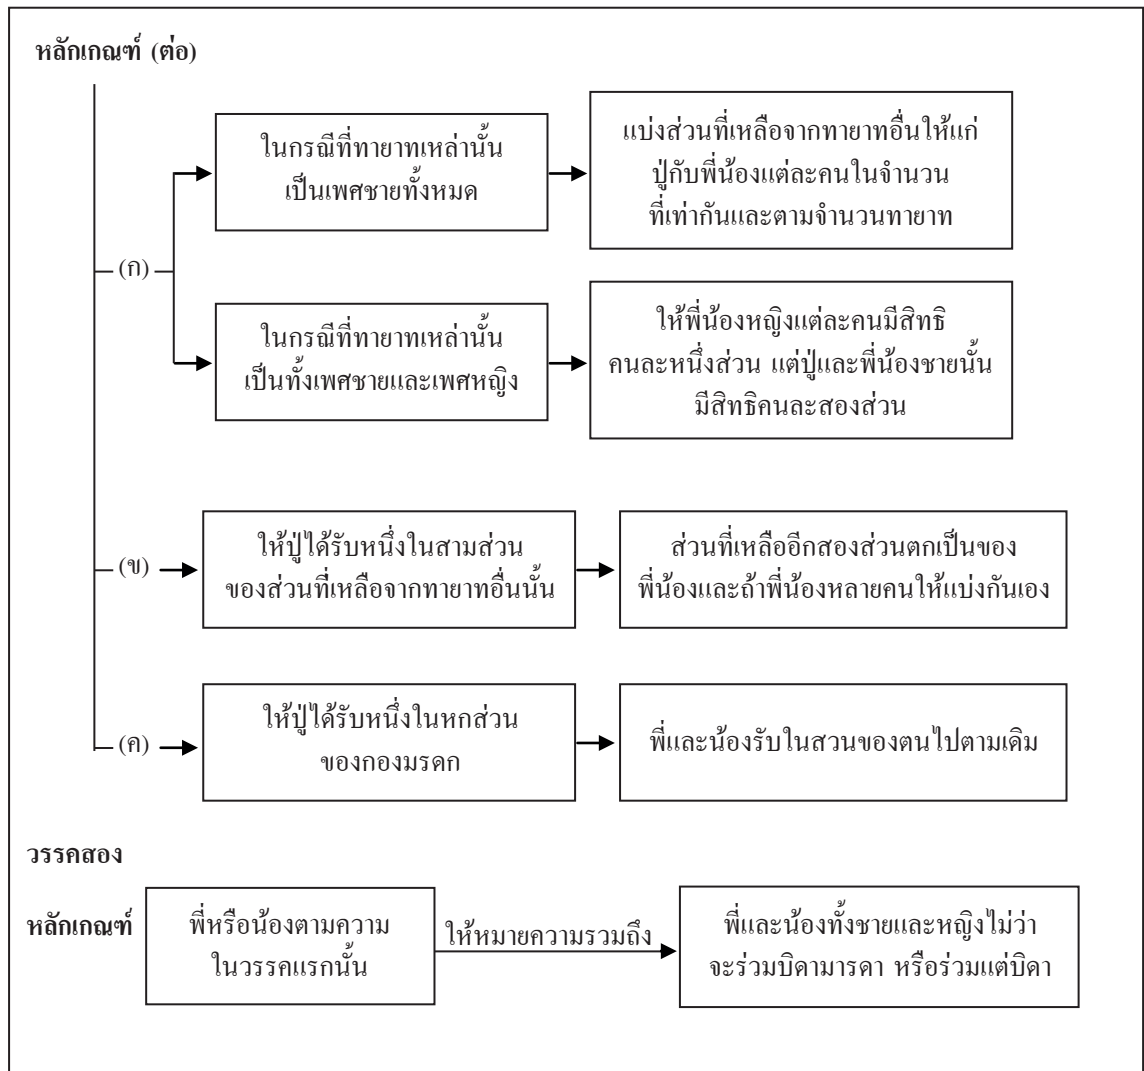 หลักเกณฑ์ (ต่อ)
ในกรณีที่ทายาทเหล่านั้น
เป็นเพศชายทั้งหมด
แบ่งส่วนที่เหลือจากทายาทอื่นให้แก่
ปู่กับพี่น้องแต่ละคนในจำนวน
ที่เท่ากันและตามจำนวนทายาท
(ก)
ในกรณีที่ทายาทเหล่านั้น
เป็นทั้งเพศชายและเพศหญิง
ให้พี่น้องหญิงแต่ละคนมีสิทธิ
คนละหนึ่งส่วน แต่ปู่และพี่น้องชายนั้น
มีสิทธิคนละสองส่วน
(ข)
ให้ปู่ได้รับหนึ่งในสามส่วน
ของส่วนที่เหลือจากทายาทอื่นนั้น
ส่วนที่เหลืออีกสองส่วนตกเป็นของ
พี่น้องและถ้าพี่น้องหลายคนให้แบ่งกันเอง
(ค)
ให้ปู่ได้รับหนึ่งในหกส่วน
ของกองมรดก
พี่และน้องรับในสวนของตนไปตามเดิม
วรรคสอง
หลักเกณฑ์
พี่หรือน้องตามความ
ในวรรคแรกนั้น
ให้หมายความรวมถึง
พี่และน้องทั้งชายและหญิงไม่ว่า
จะร่วมบิดามารดา หรือร่วมแต่บิดา